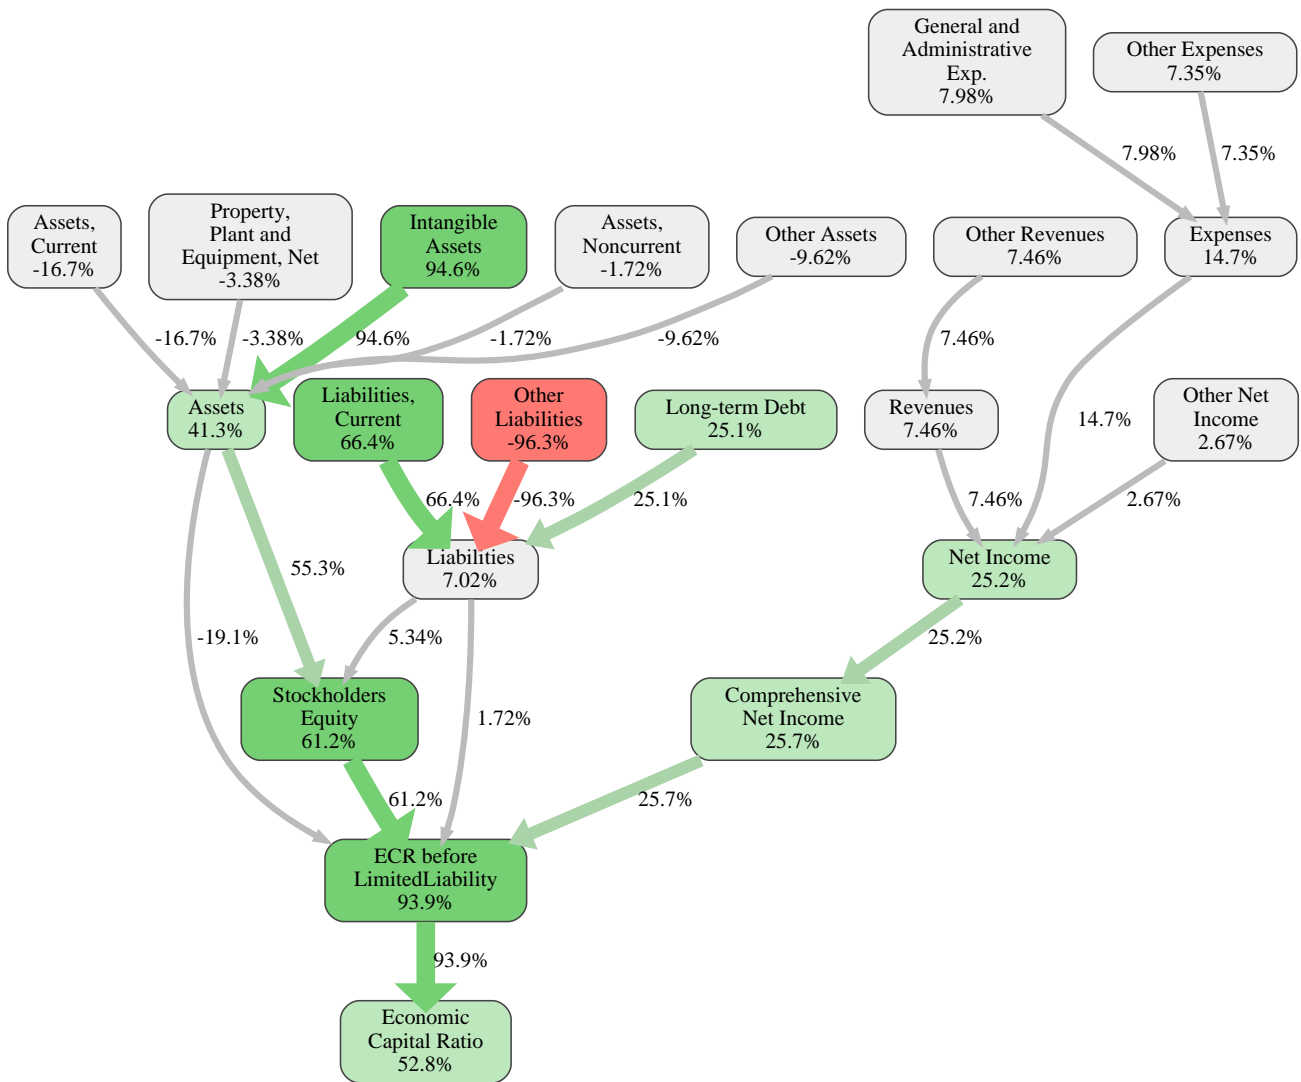 General and
Administrative
Exp.
7.98%
Other Expenses
7.35%
7.98%
7.35%
Assets,
Current
-16.7%
Property,
Plant and
Equipment, Net
-3.38%
Intangible
Assets
94.6%
Assets,
Noncurrent
-1.72%
Other Assets
-9.62%
Other Revenues
7.46%
Expenses
14.7%
-16.7%
-3.38%
94.6%
-1.72%
-9.62%
7.46%
Assets
41.3%
Liabilities,
Current
66.4%
Other
Liabilities
-96.3%
Long-term Debt
25.1%
Revenues
7.46%
14.7%
Other Net
Income
2.67%
66.4%
-96.3%
25.1%
7.46%
2.67%
55.3%
Liabilities
7.02%
Net Income
25.2%
-19.1%
5.34%
25.2%
Stockholders
Equity
61.2%
1.72%
Comprehensive
Net Income
25.7%
61.2%
25.7%
ECR before
LimitedLiability
93.9%
93.9%
Economic
Capital Ratio
52.8%